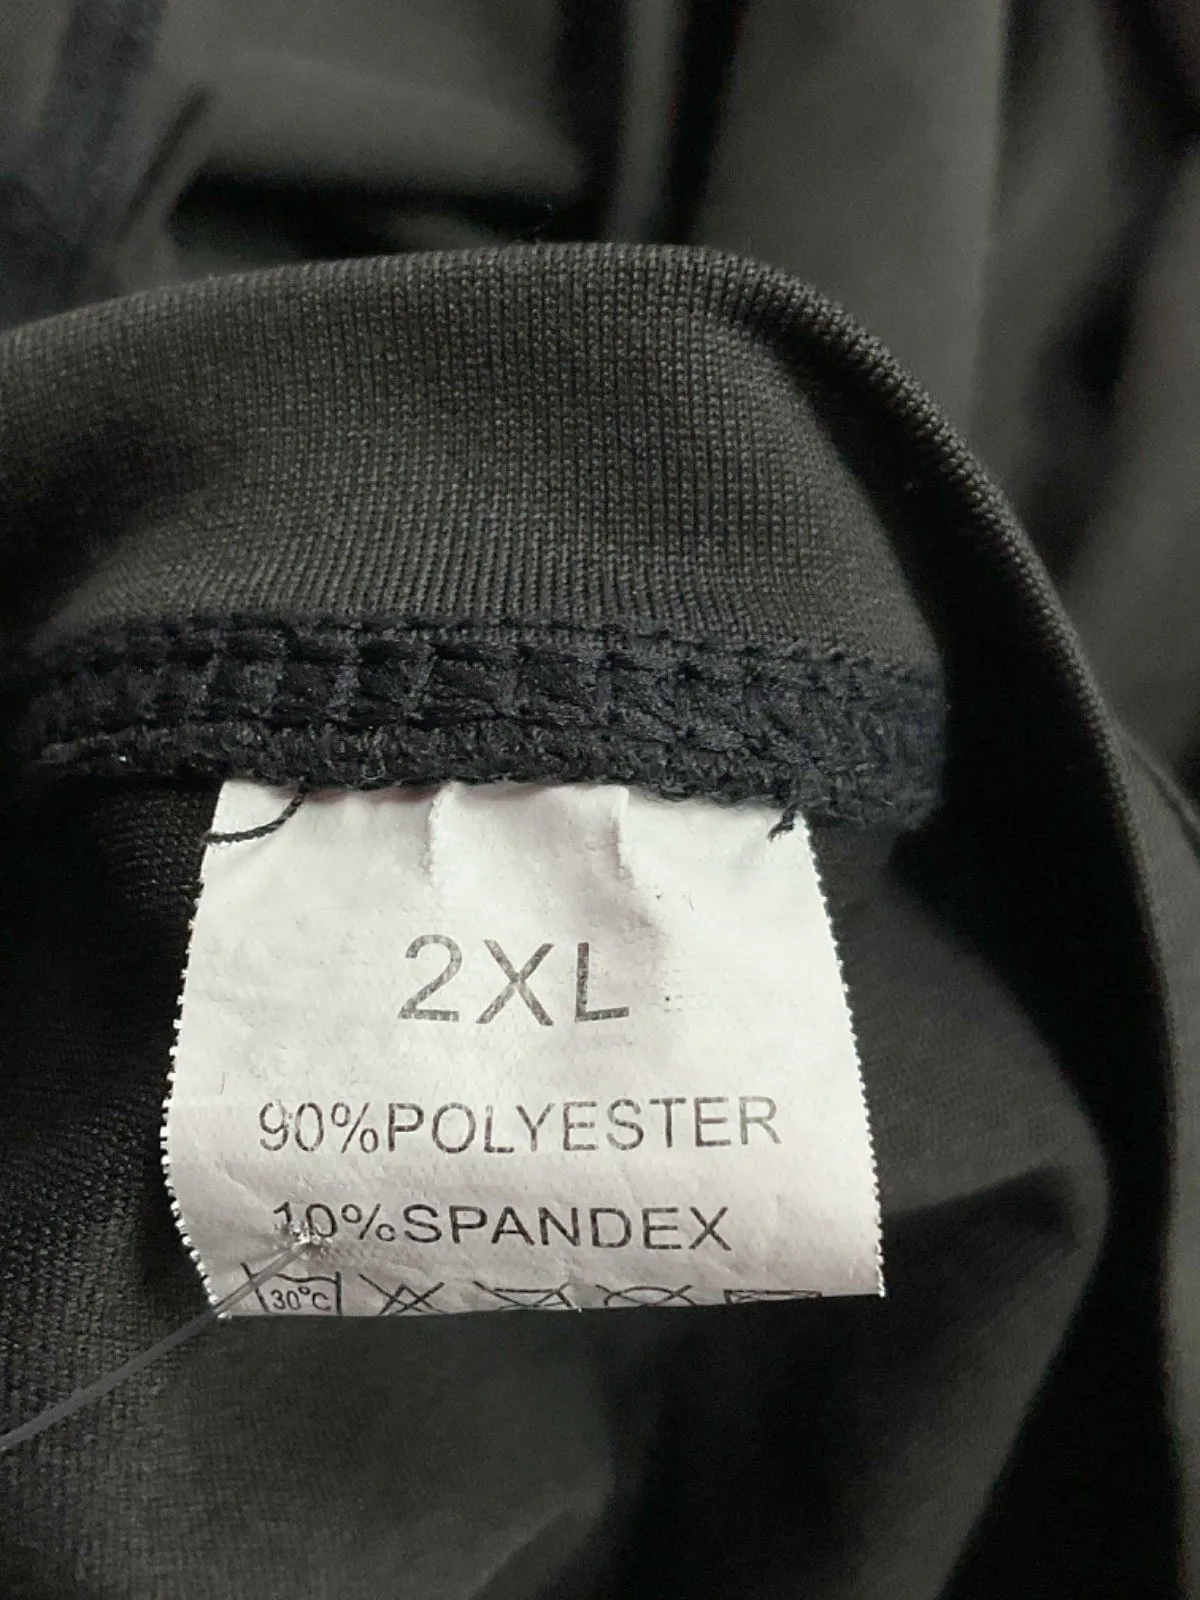 2XL
90%POLYESTER
10%SPANDEX
30°C